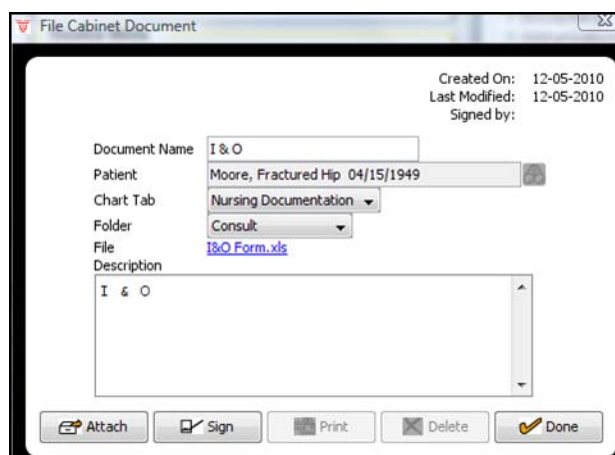 File Cabinet Document
Created On: 12-05-2010
Last Modified: 12-05-2010
Signed by:
Document Name I & O
Patient Moore, Fractured Hip 04/15/1949
Chart Tab Nursing Documentation
Folder Consult
File I&O Form.xls
Description
I & O
Attach Sign Print Delete Done